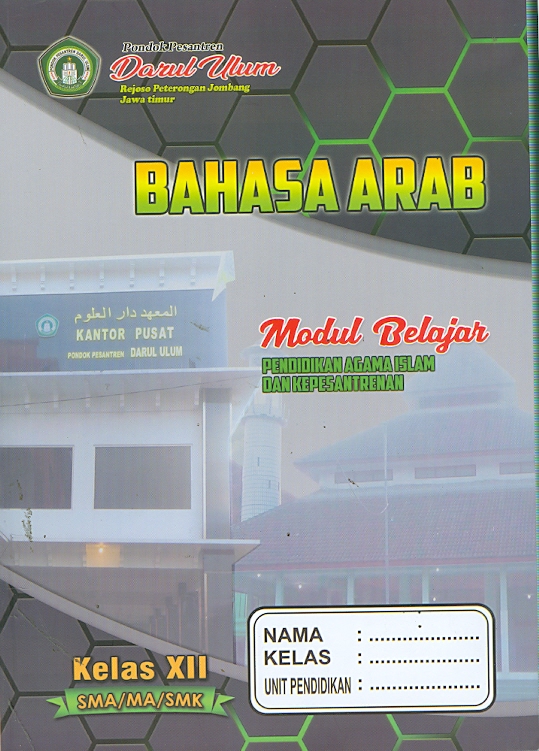 Pondok Pesantren
Darul Ulum
Rejoso Peterongan Jombang
Jawa timur
BAHASA ARAB
المعهد دار العلوم
KANTOR PUSAT
PONDOK PESANTREN DARUL ULUM
Modul Belajar
PENDIDIKAN AGAMA ISLAM
DAN KEPESANTRENAN
NAMA : ......................
KELAS : ......................
UNIT PENDIDIKAN : ......................
Kelas XII
SMA/MA/SMK